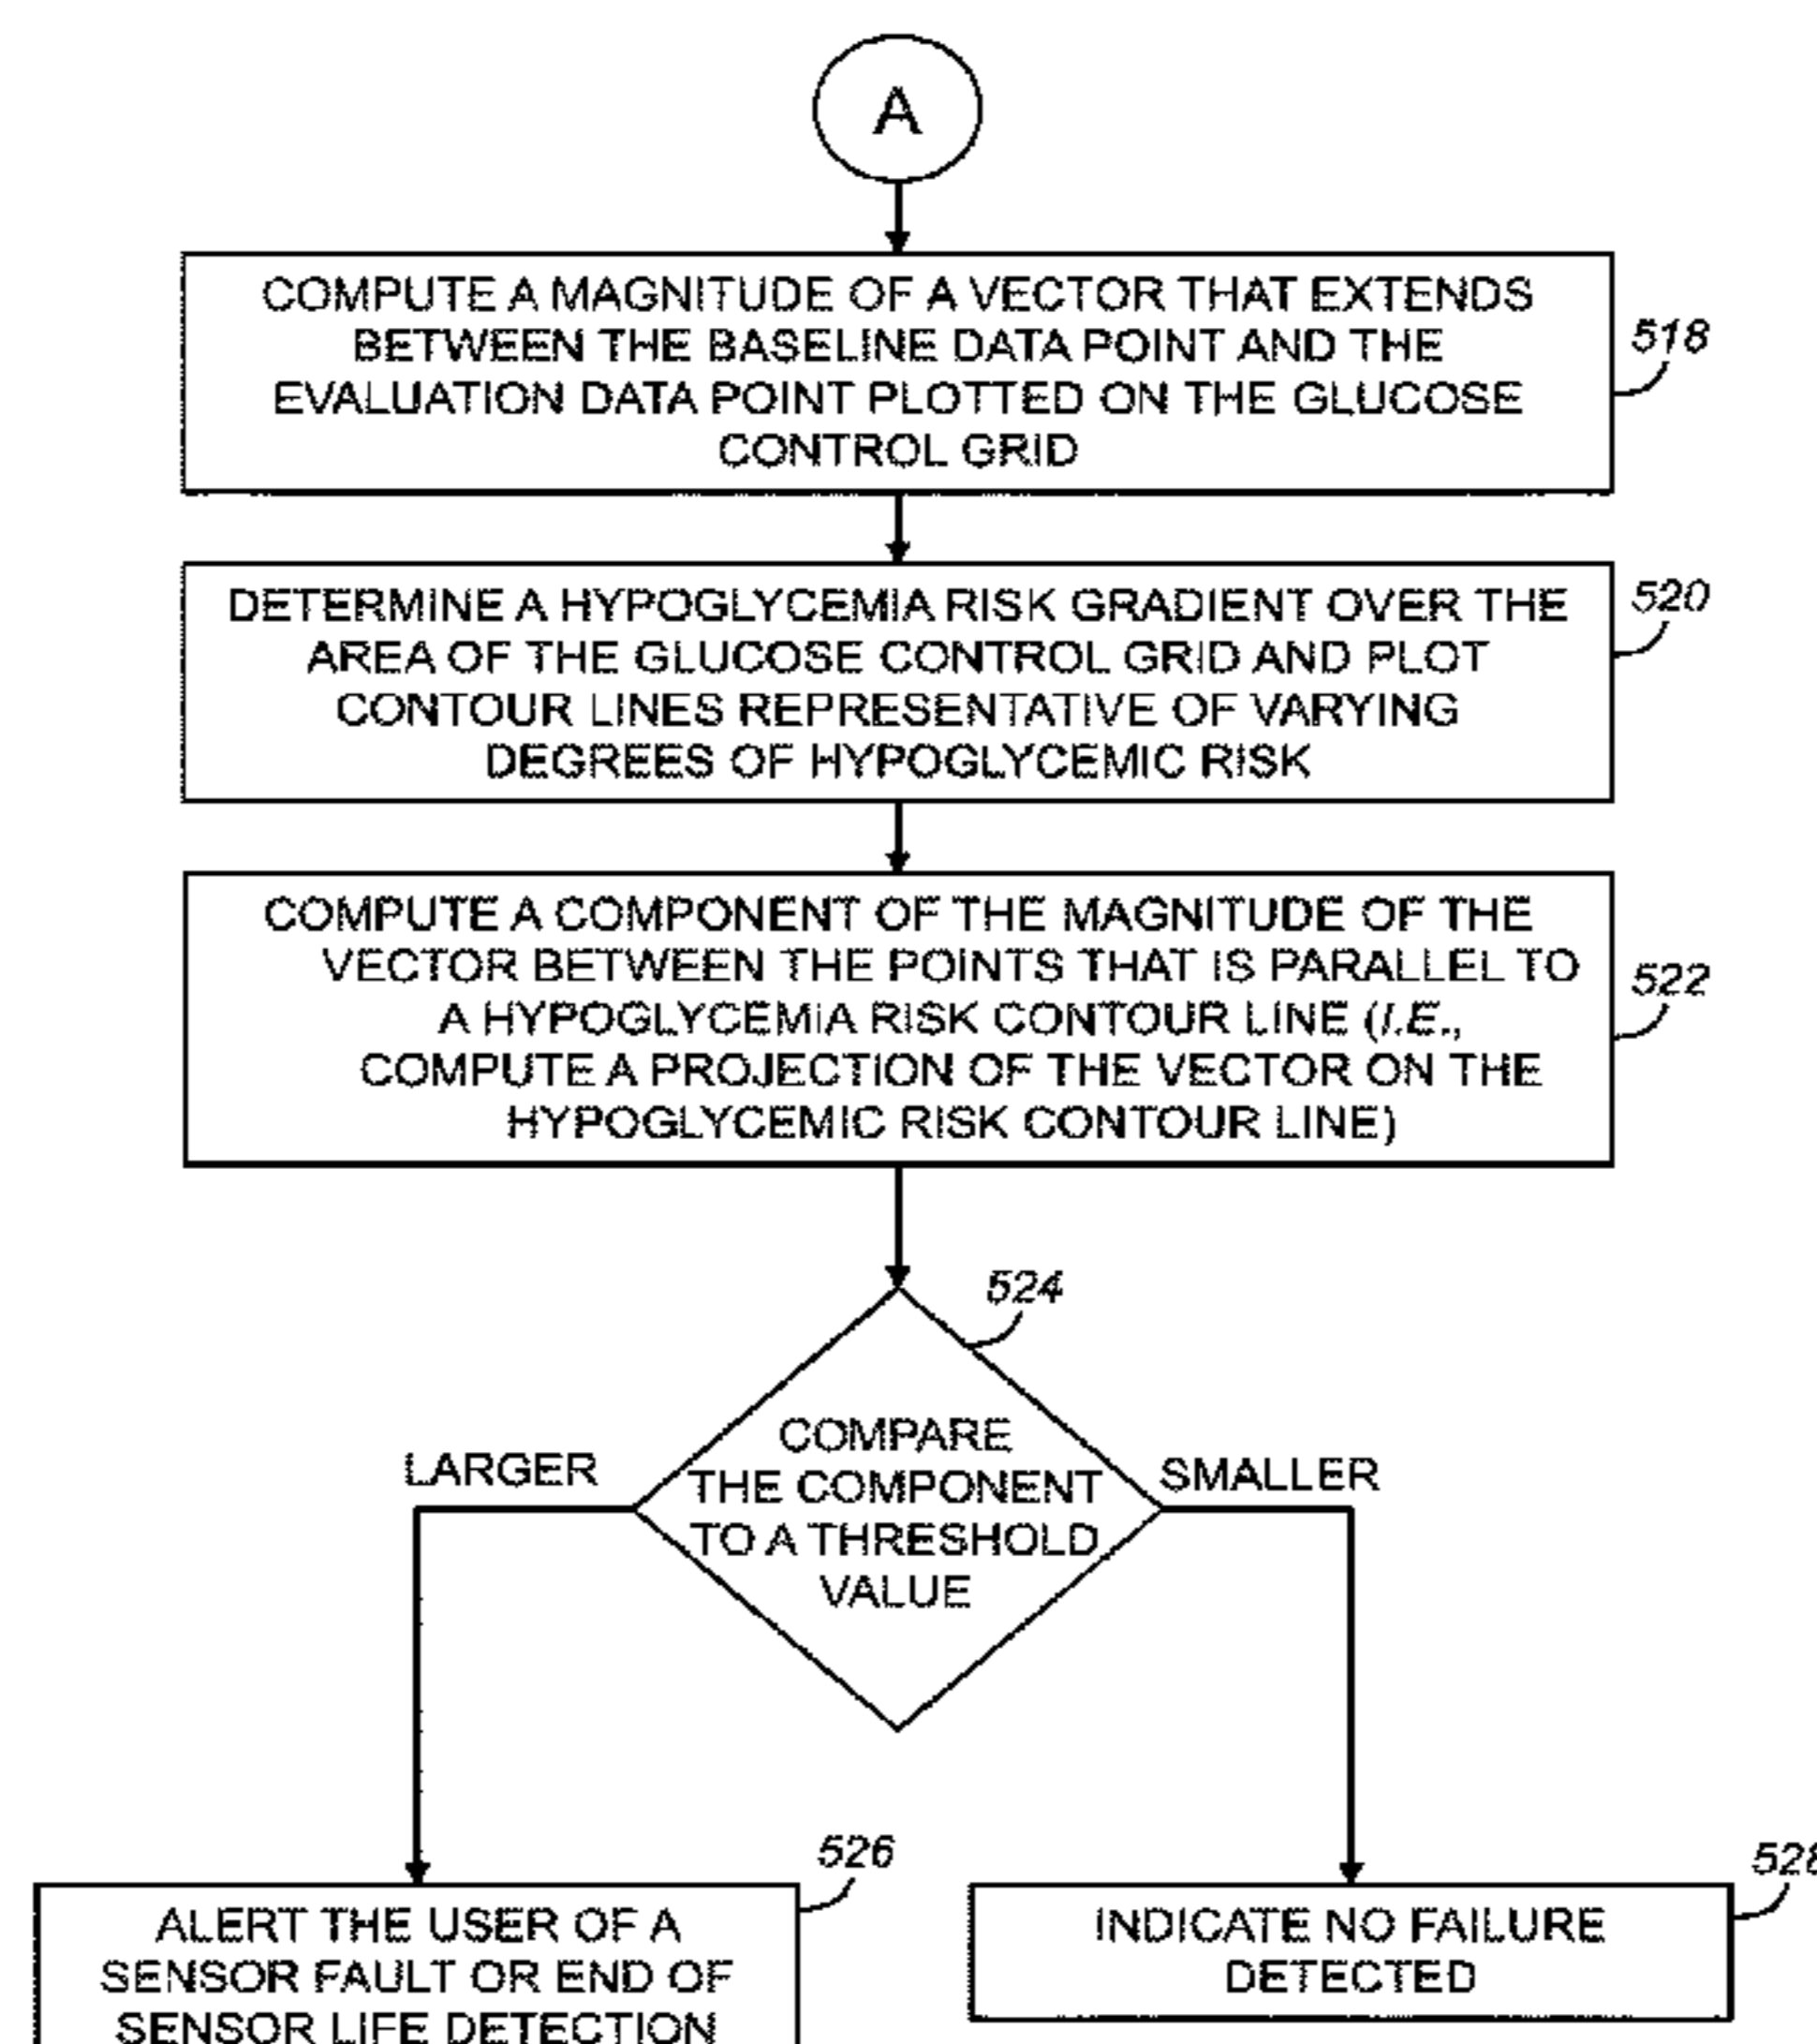 A
COMPUTE A MAGNITUDE OF A VECTOR THAT EXTENDS
BETWEEN THE BASELINE DATA POINT AND THE
EVALUATION DATA POINT PLOTTED ON THE GLUCOSE
CONTROL GRID
518
DETERMINE A HYPOGLYCEMIA RISK GRADIENT OVER THE
AREA OF THE GLUCOSE CONTROL GRID AND PLOT
CONTOUR LINES REPRESENTATIVE OF VARYING
DEGREES OF HYPOGLYCEMIC RISK
520
COMPUTE A COMPONENT OF THE MAGNITUDE OF THE
VECTOR BETWEEN THE POINTS THAT IS PARALLEL TO
A HYPOGLYCEMIA RISK CONTOUR LINE (I.E.,
COMPUTE A PROJECTION OF THE VECTOR ON THE
HYPOGLYCEMIC RISK CONTOUR LINE)
522
524
COMPARE
THE COMPONENT
TO A THRESHOLD
VALUE
LARGER
SMALLER
526
ALERT THE USER OF A
SENSOR FAULT OR END OF
SENSOR LIFE DETECTION
528
INDICATE NO FAILURE
DETECTED